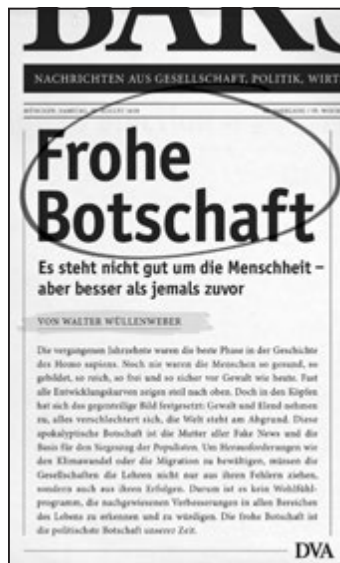 NACHRICHTEN AUS GESELLSCHAFT, POLITIK, WIRT
Frohe
Botschaft
Es steht nicht gut um die Menschheit –
aber besser als jemals zuvor
VON WALTER WÜLLENWEBER
Die vergangenen Jahrzehnte waren die beste Phase in der Geschichte
des Homo sapiens. Noch nie waren die Menschen so gesund, so
gebildet, so reich, so frei und so sicher vor Gewalt wie heute. Fast
alle Entwicklungskurven zeigen steil nach oben. Doch in den Köpfen
hat sich das gegenteilige Bild festgesetzt: Gewalt und Elend nehmen
zu, alles verschlechtert sich, die Welt steht am Abgrund. Diese
apokalyptische Botschaft ist die Mutter aller Fake News und die
Basis für den Siegeszug der Populisten. Um Herausforderungen wie
den Klimawandel oder die Migration zu bewältigen, müssen die
Gesellschaften die Lehren nicht nur aus ihren Fehlern ziehen,
sondern auch aus ihren Erfolgen. Darum ist es kein Wohlfühl-
programm, die nachgewiesenen Verbesserungen in allen Bereichen
des Lebens zu erkennen und zu würdigen. Die frohe Botschaft ist
die politischste Botschaft unserer Zeit.
DVA